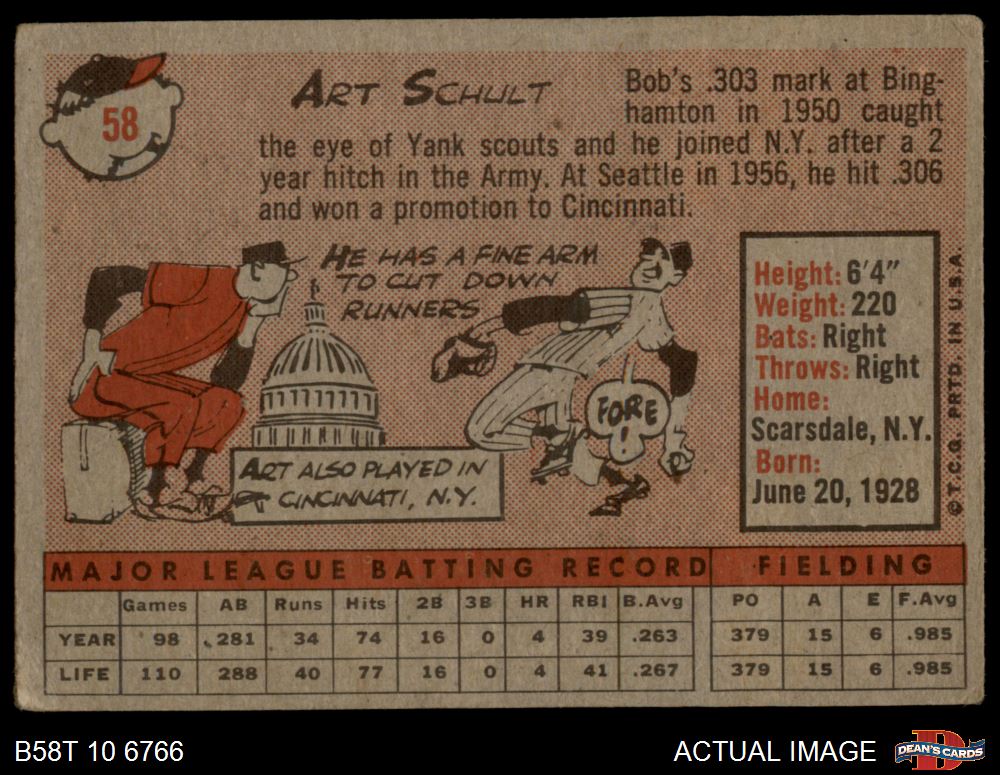 58
ART SCHULT
Bob's .303 mark at Bing-
hamton in 1950 caught
the eye of Yank scouts and he joined N.Y. after a 2
year hitch in the Army. At Seattle in 1956, he hit .306
and won a promotion to Cincinnati.
HE HAS A FINE ARM
TO CUT DOWN
RUNNERS
FORE
!
ART ALSO PLAYED IN
CINCINNATI, N.Y.
Height: 6'4"
Weight: 220
Bats: Right
Throws: Right
Home:
Scarsdale, N.Y.
Born:
June 20, 1928
© T.C.G. PRTD. IN U.S.A.
MAJOR LEAGUE BATTING RECORD FIELDING
Games AB Runs Hits 2B 3B HR RBI B.Avg PO A E F.Avg
YEAR 98 281 34 74 16 0 4 39 .263 379 15 6 .985
LIFE 110 288 40 77 16 0 4 41 .267 379 15 6 .985
B58T 10 6766
ACTUAL IMAGE
D
DEAN'S CARDS